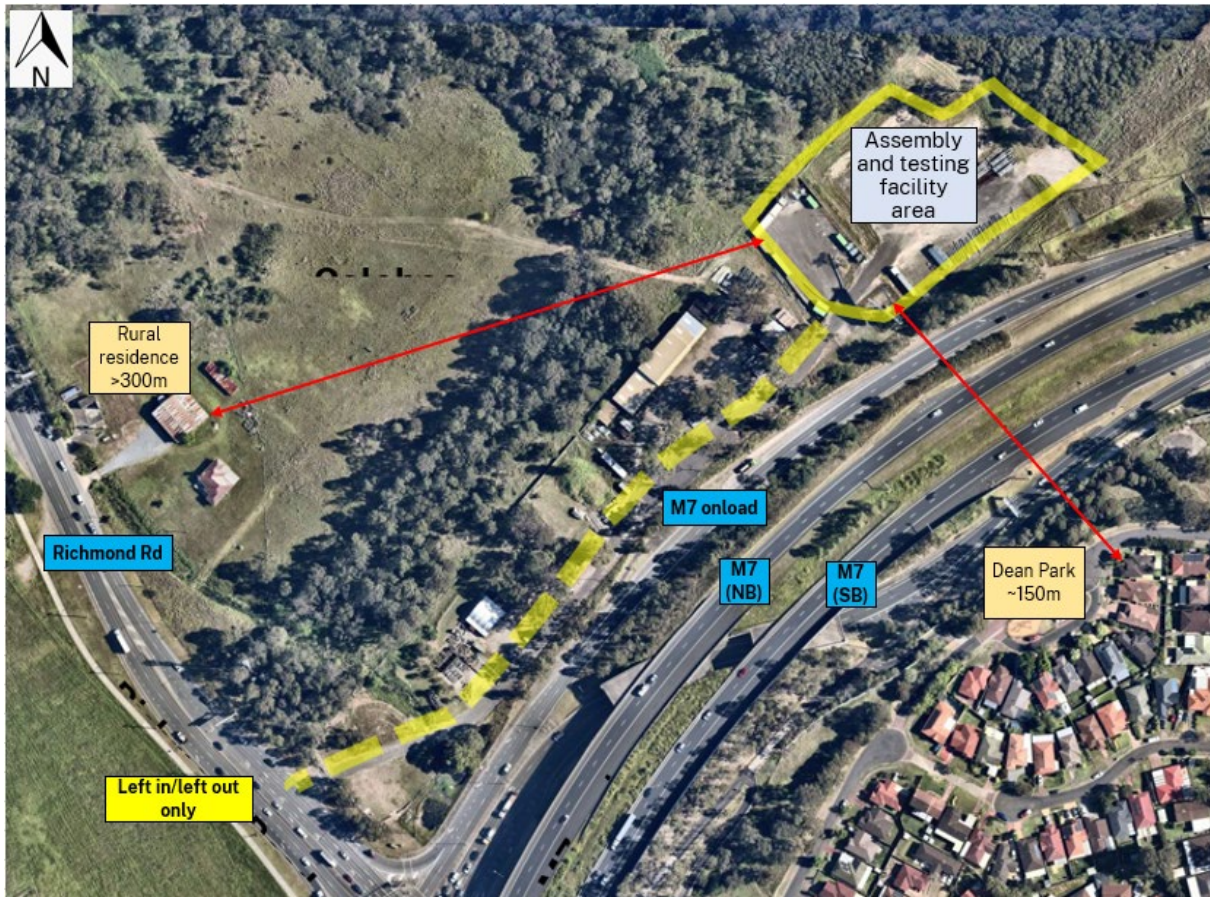 N
Assembly
and testing
facility
area
Rural
residence
>300m
M7 onload
Richmond Rd
M7
(NB)
M7
(SB)
Dean Park
~150m
Left in/left out
only